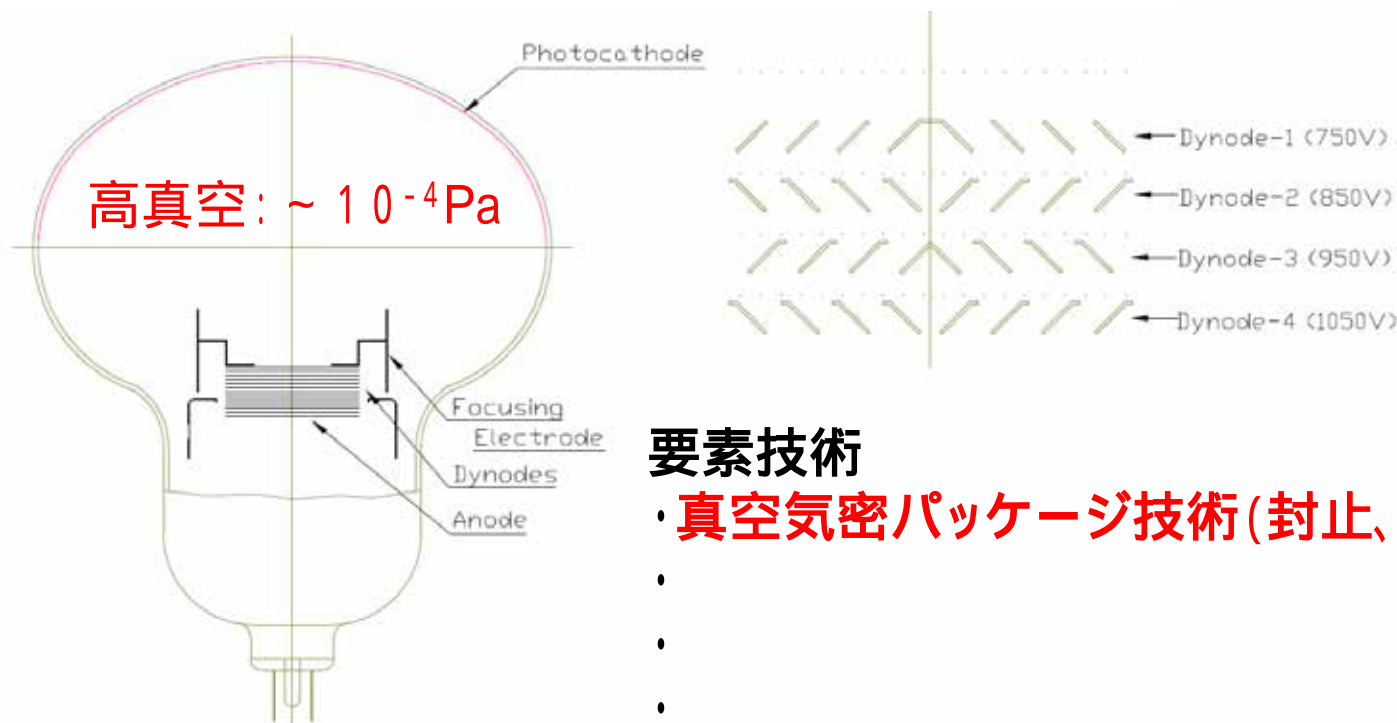 Photocathode
高真空: ~ 10⁻⁴Pa
Focusing
Electrode
Dynodes
Anode
Dynode-1 (750V)
Dynode-2 (850V)
Dynode-3 (950V)
Dynode-4 (1050V)
要素技術
・真空気密パッケージ技術(封止、
・
・
・